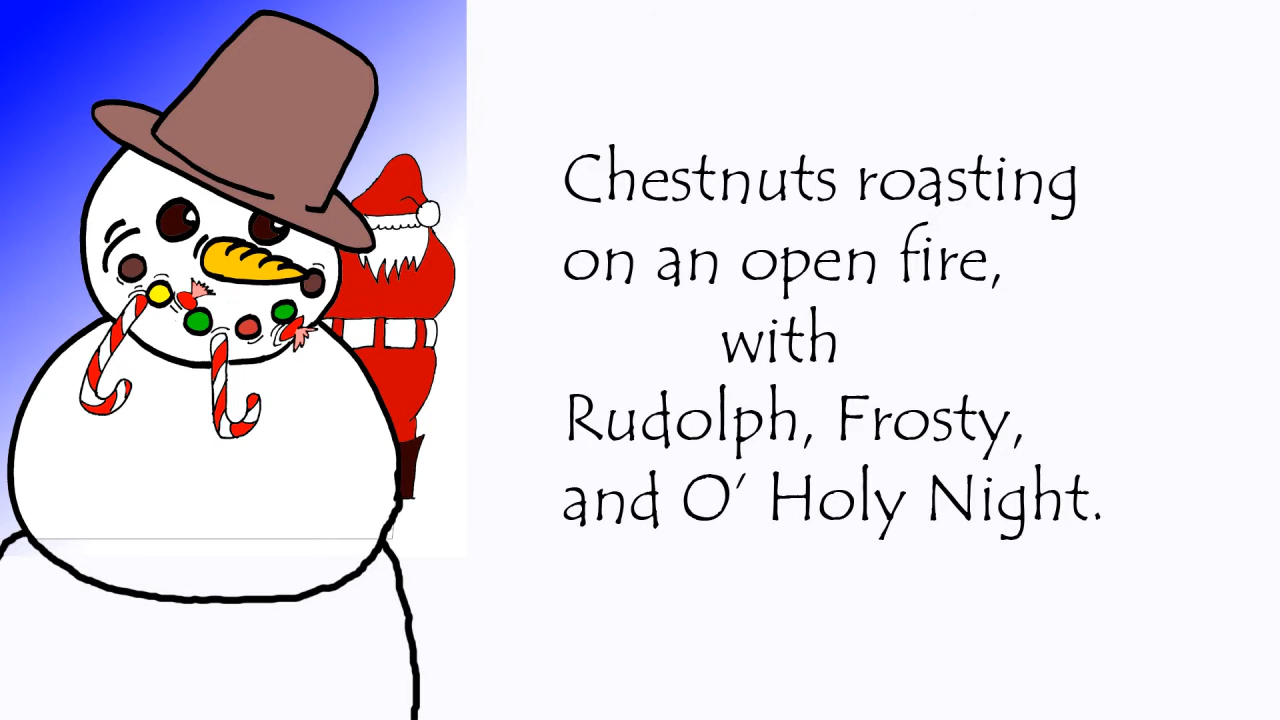 Chestnuts roasting
on an open fire,
with
Rudolph, Frosty,
and O' Holy Night.